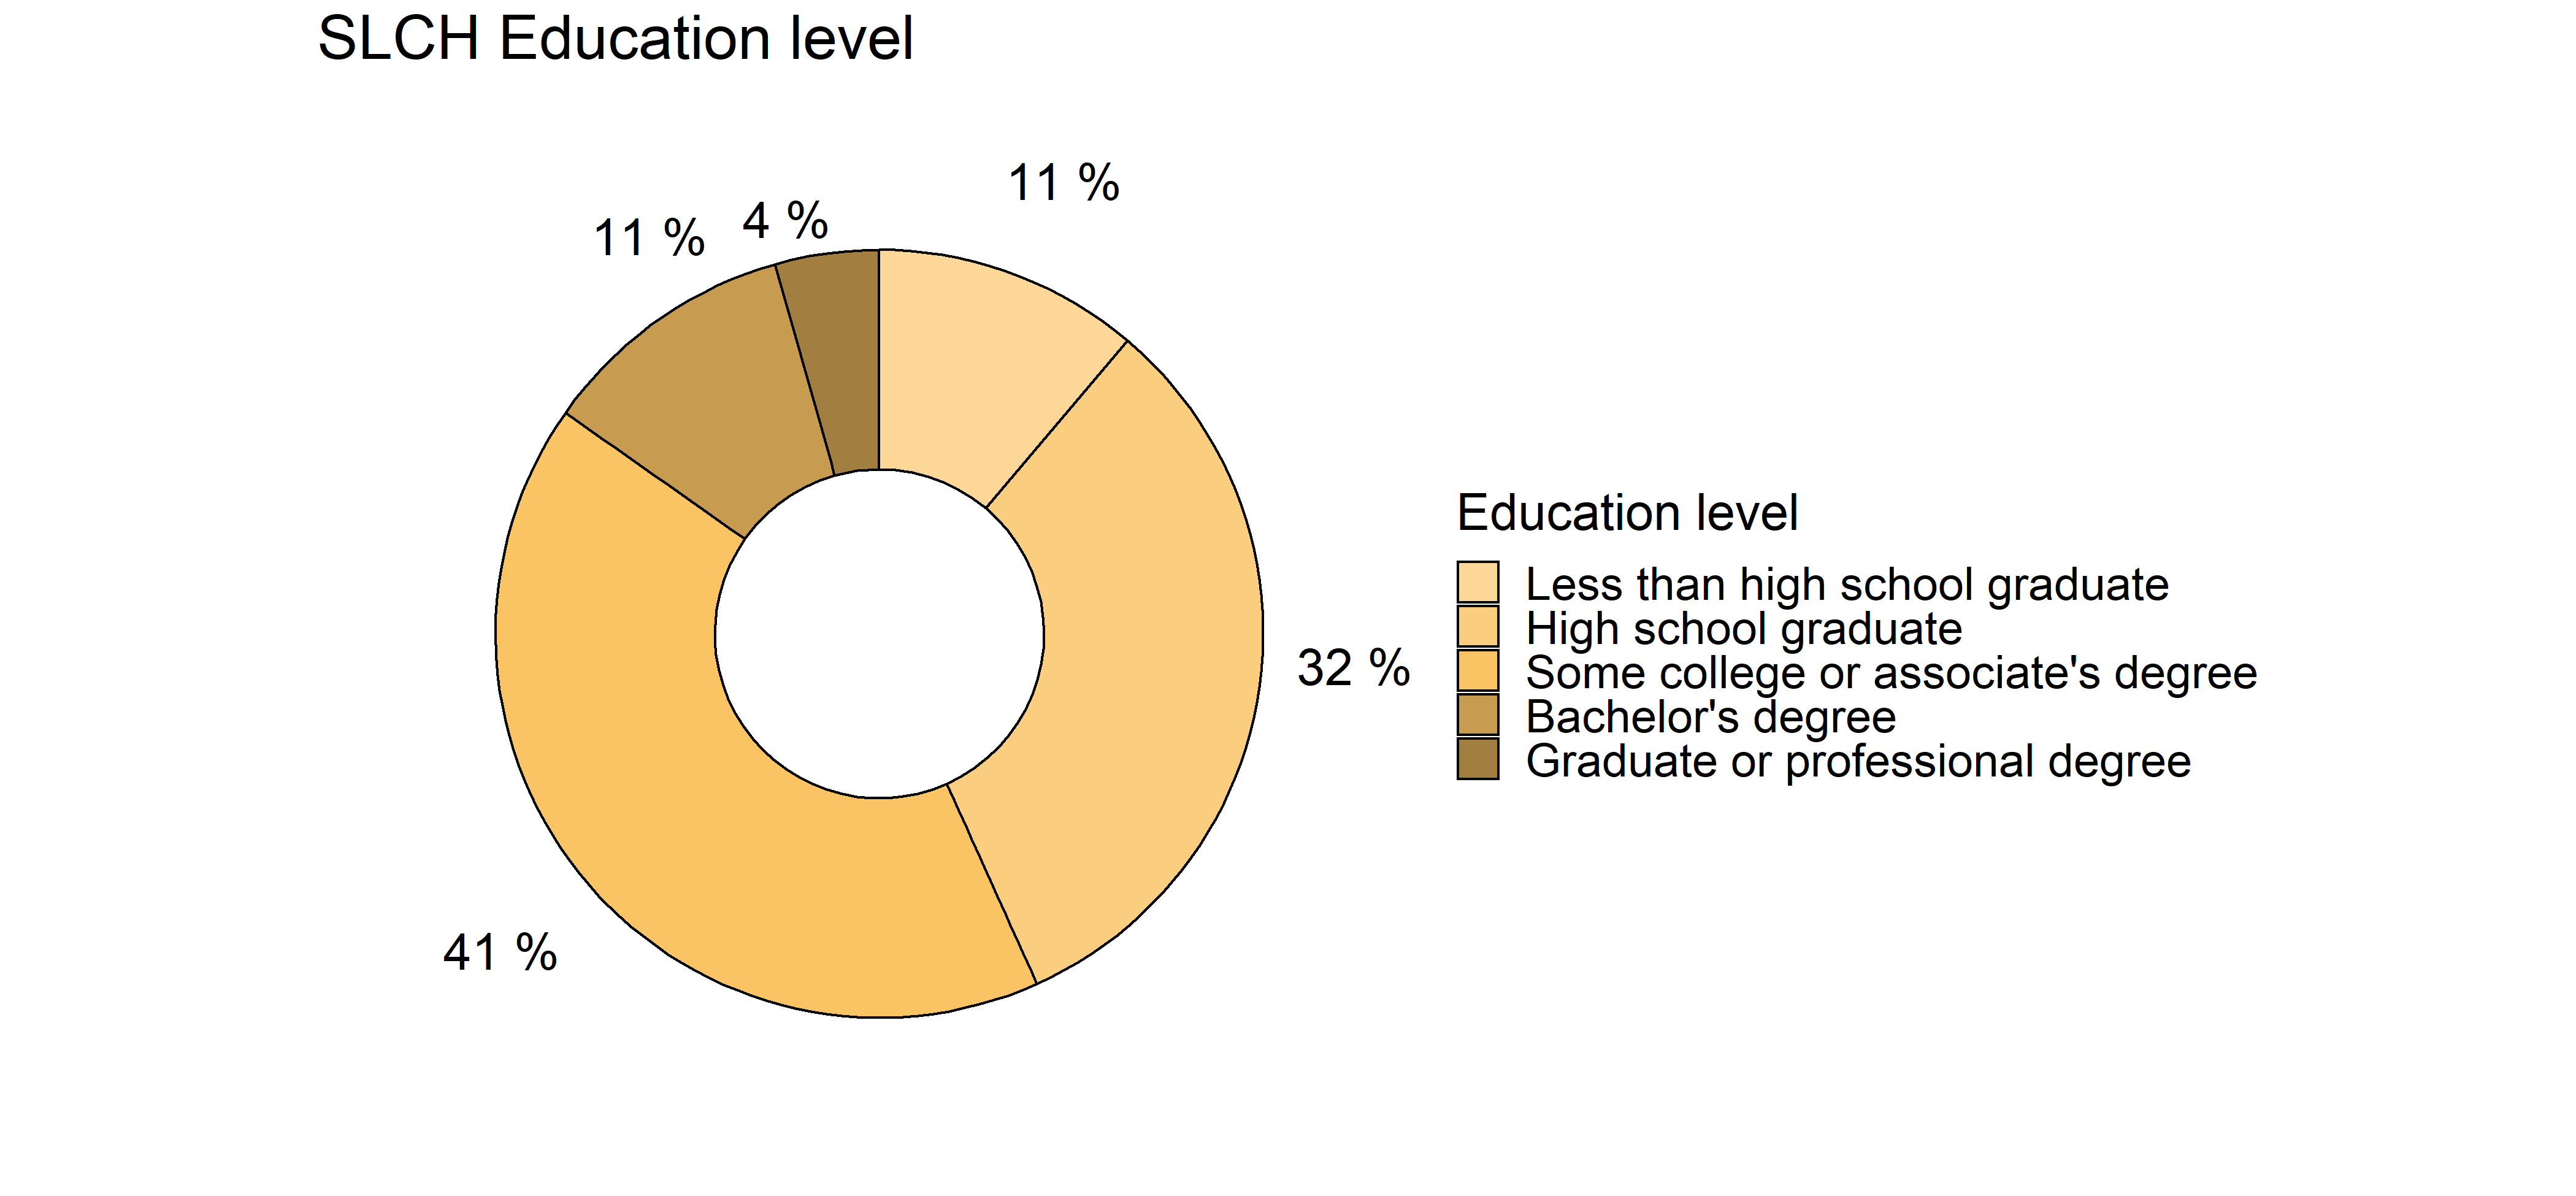 SLCH Education level
11 %
4 %
11 %
32 %
41 %
Education level
Less than high school graduate
High school graduate
Some college or associate's degree
Bachelor's degree
Graduate or professional degree